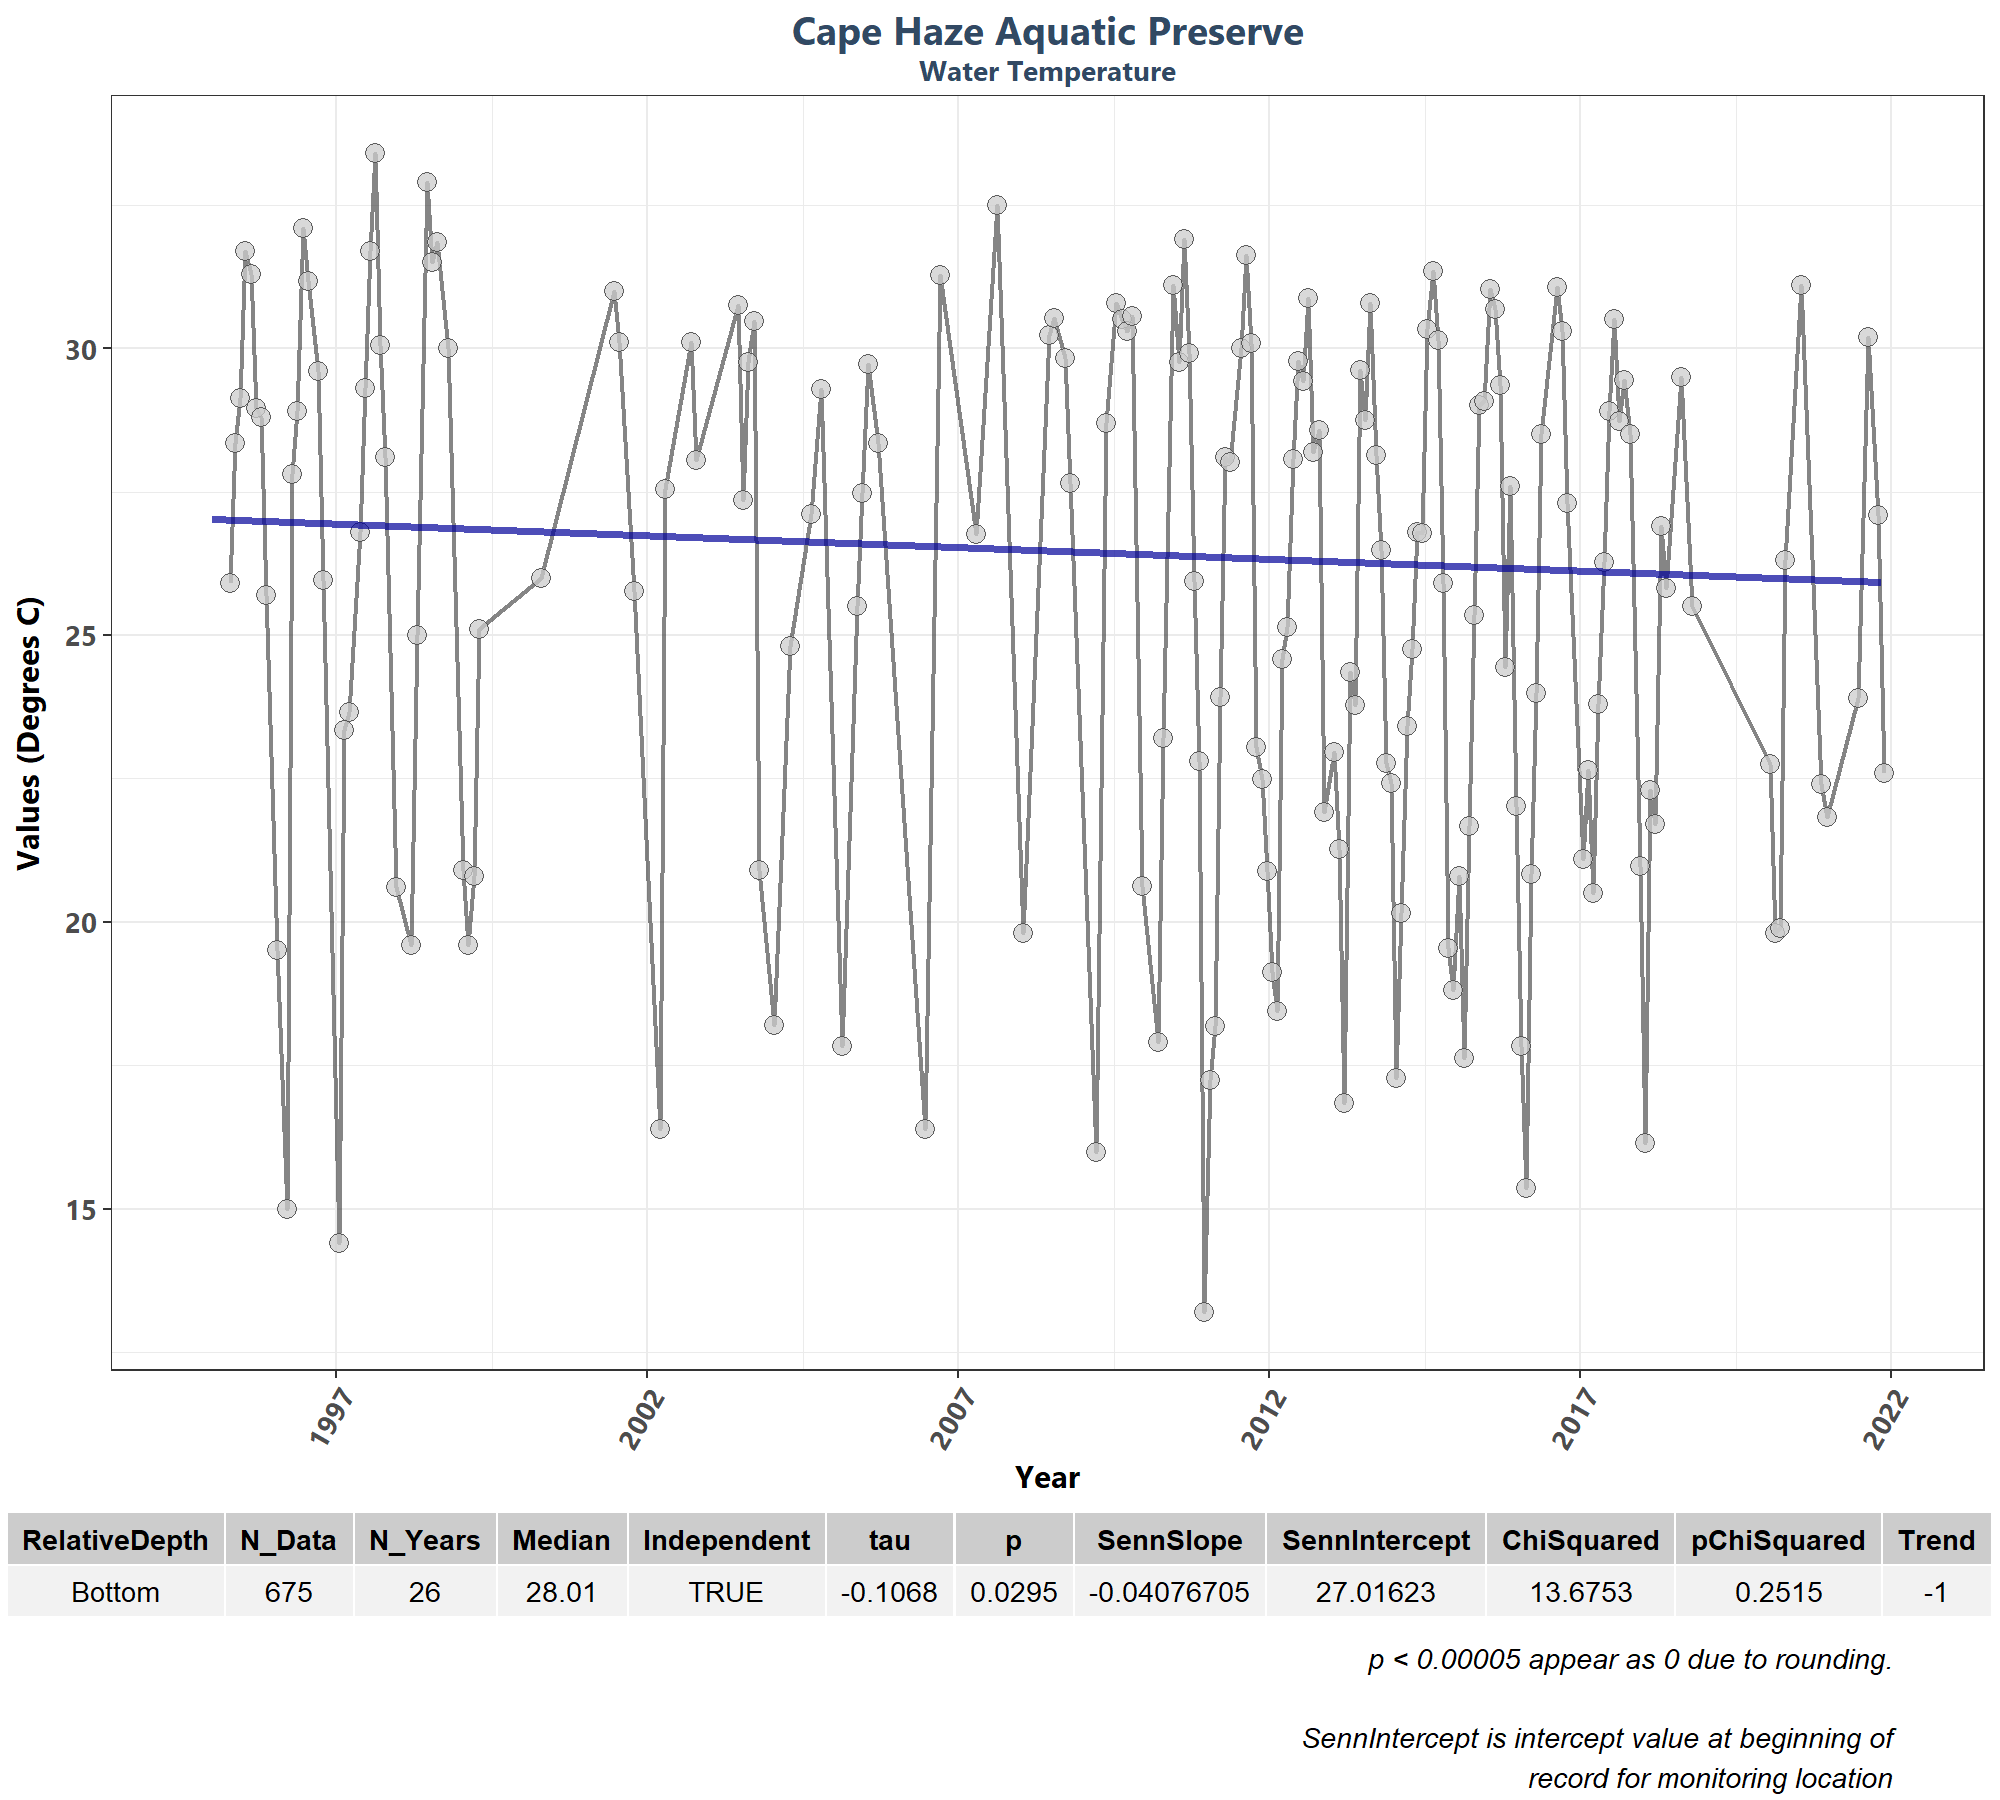 Cape Haze Aquatic Preserve
Water Temperature
Values (Degrees C)
30
25
20
15
1997 2002 2007 2012 2017 2022
Year
RelativeDepth N_Data N_Years Median Independent tau p SennSlope SennIntercept ChiSquared pChiSquared Trend
Bottom 675 26 28.01 TRUE -0.1068 0.0295 -0.04076705 27.01623 13.6753 0.2515 -1
p < 0.00005 appear as 0 due to rounding.
SennIntercept is intercept value at beginning of
record for monitoring location